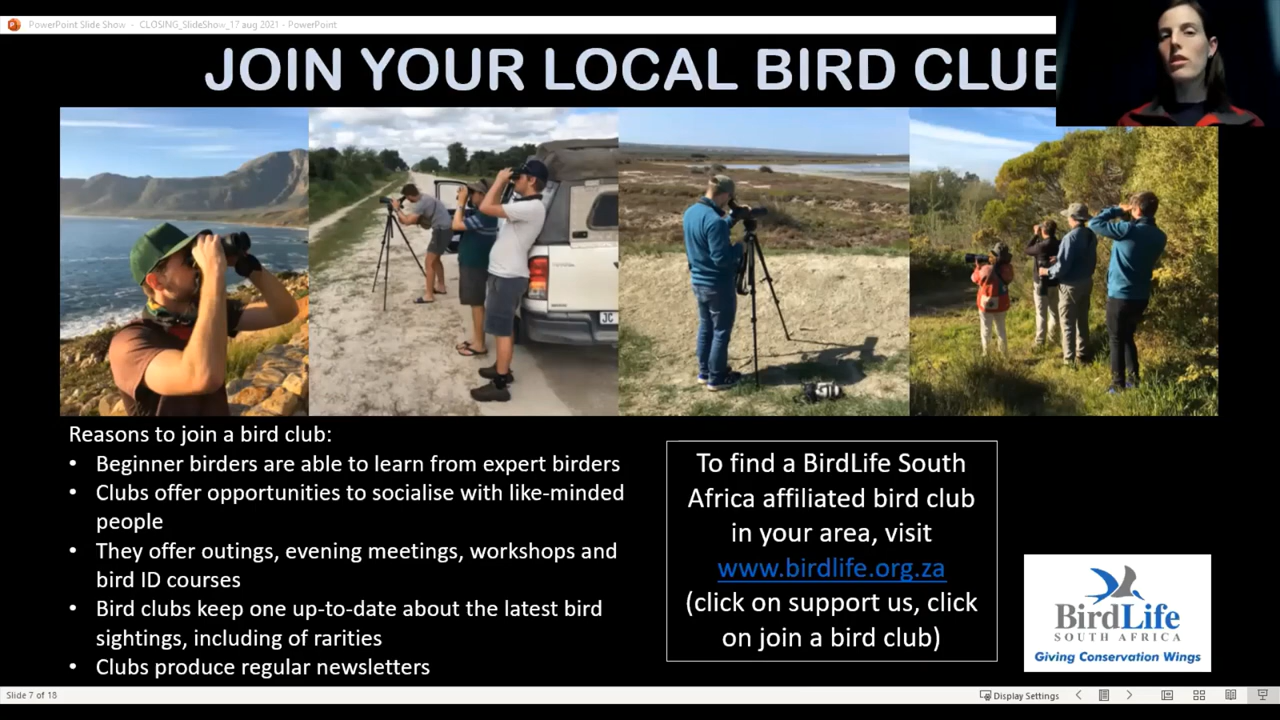 PowerPoint Slide Show - CLOSING_SlideShow_17 aug 2021 - PowerPoint
JOIN YOUR LOCAL BIRD CLUB
Reasons to join a bird club:
• Beginner birders are able to learn from expert birders
• Clubs offer opportunities to socialise with like-minded
people
• They offer outings, evening meetings, workshops and
bird ID courses
• Bird clubs keep one up-to-date about the latest bird
sightings, including of rarities
• Clubs produce regular newsletters
To find a BirdLife South
Africa affiliated bird club
in your area, visit
www.birdlife.org.za
(click on support us, click
on join a bird club)
BirdLife
SOUTH AFRICA
Giving Conservation Wings
JC
Slide 7 of 18
Display Settings